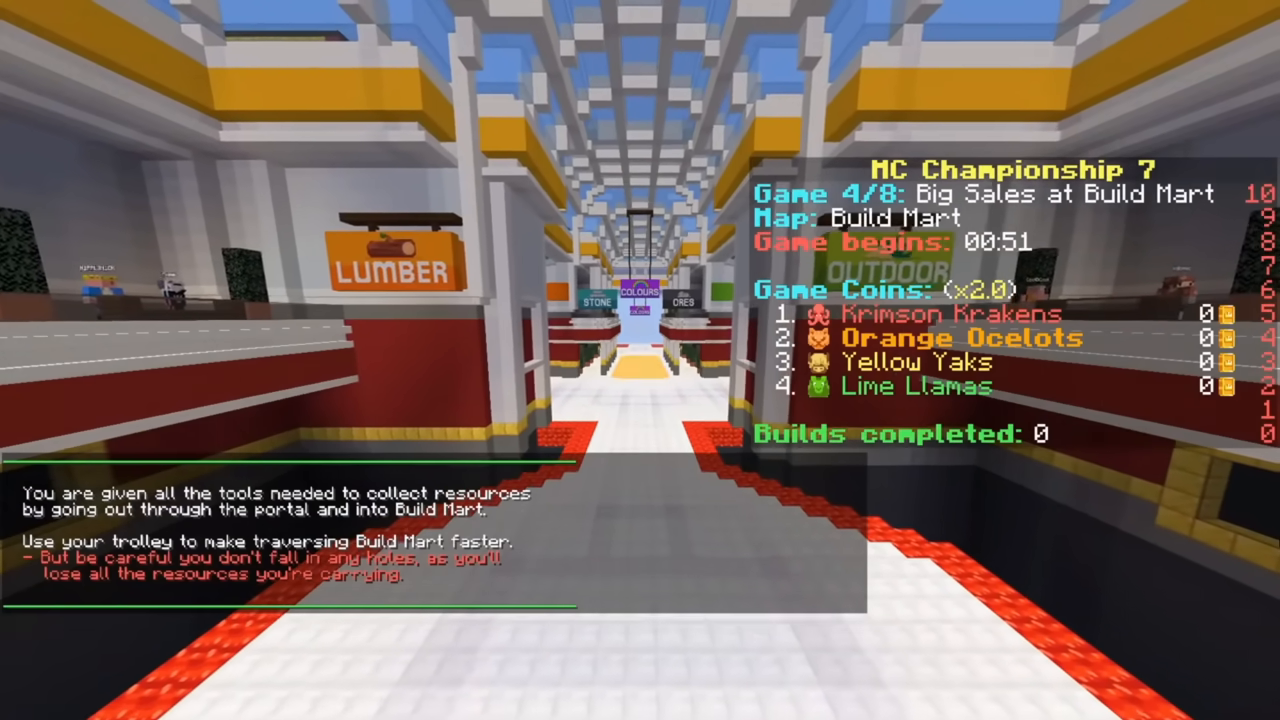 MC Championship 7
Game 4/8: Big Sales at Build Mart 10
Map: Build Mart 9
Game begins: 00:51 8
7
Game Coins: (x2.0) 6
1. Krimson Krakens 0 5
2. Orange Ocelots 0 4
3. Yellow Yaks 0 3
4. Lime Llamas 0 2
1
Builds completed: 0 0
LUMBER
OUTDOOR
STONE
COLOURS
ORES
You are given all the tools needed to collect resources
by going out through the portal and into Build Mart.
Use your trolley to make traversing Build Mart faster.
- But be careful you don't fall in any holes, as you'll
lose all the resources you're carrying.